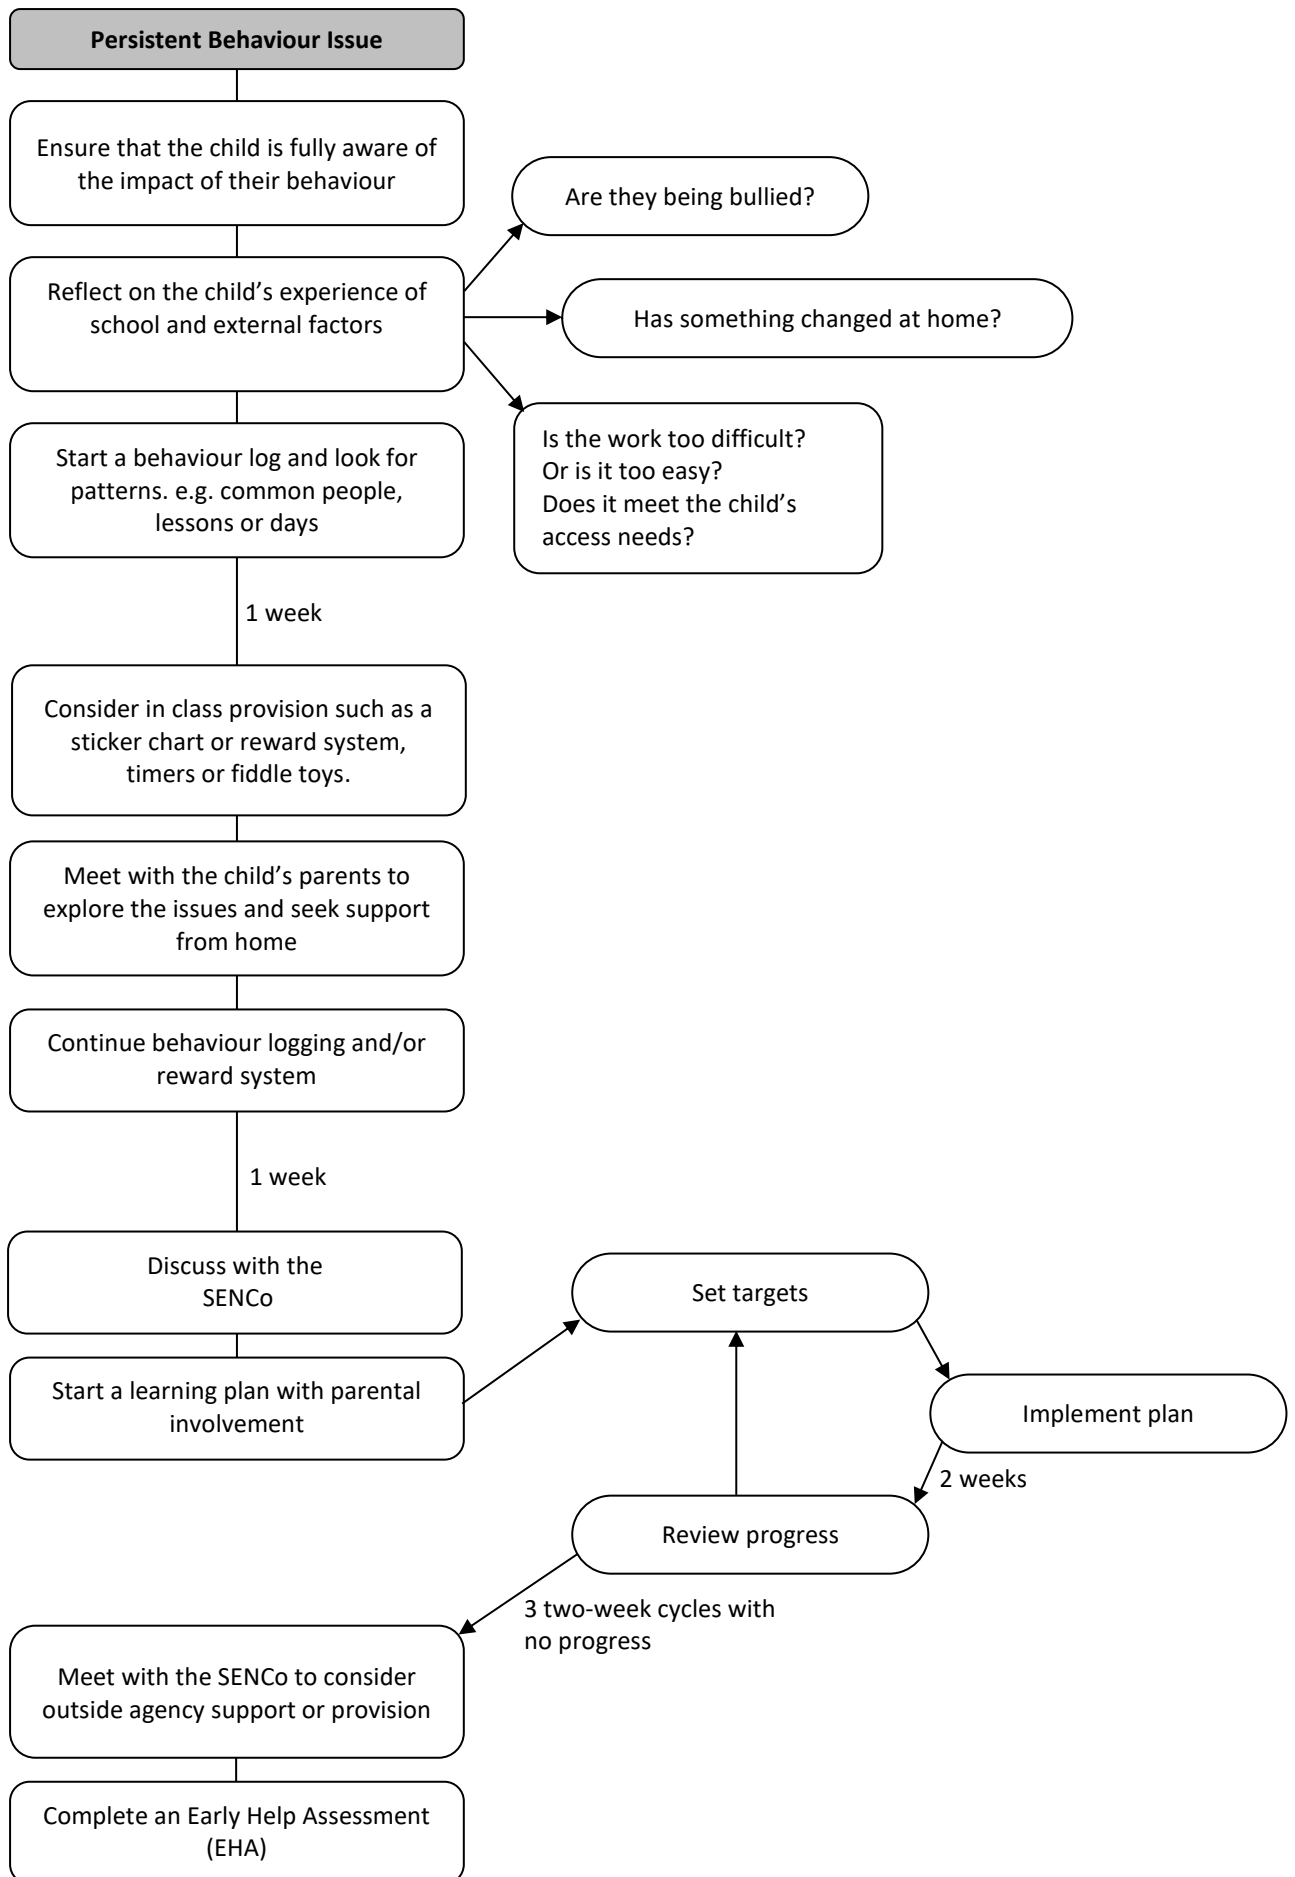 Persistent Behaviour Issue
Ensure that the child is fully aware of
the impact of their behaviour
Are they being bullied?
Reflect on the child’s experience of
school and external factors
Has something changed at home?
Is the work too difficult?
Or is it too easy?
Does it meet the child’s
access needs?
Start a behaviour log and look for
patterns. e.g. common people,
lessons or days
1 week
Consider in class provision such as a
sticker chart or reward system,
timers or fiddle toys.
Meet with the child’s parents to
explore the issues and seek support
from home
Continue behaviour logging and/or
reward system
1 week
Discuss with the
SENCo
Set targets
Start a learning plan with parental
involvement
Implement plan
2 weeks
Review progress
3 two-week cycles with
no progress
Meet with the SENCo to consider
outside agency support or provision
Complete an Early Help Assessment
(EHA)